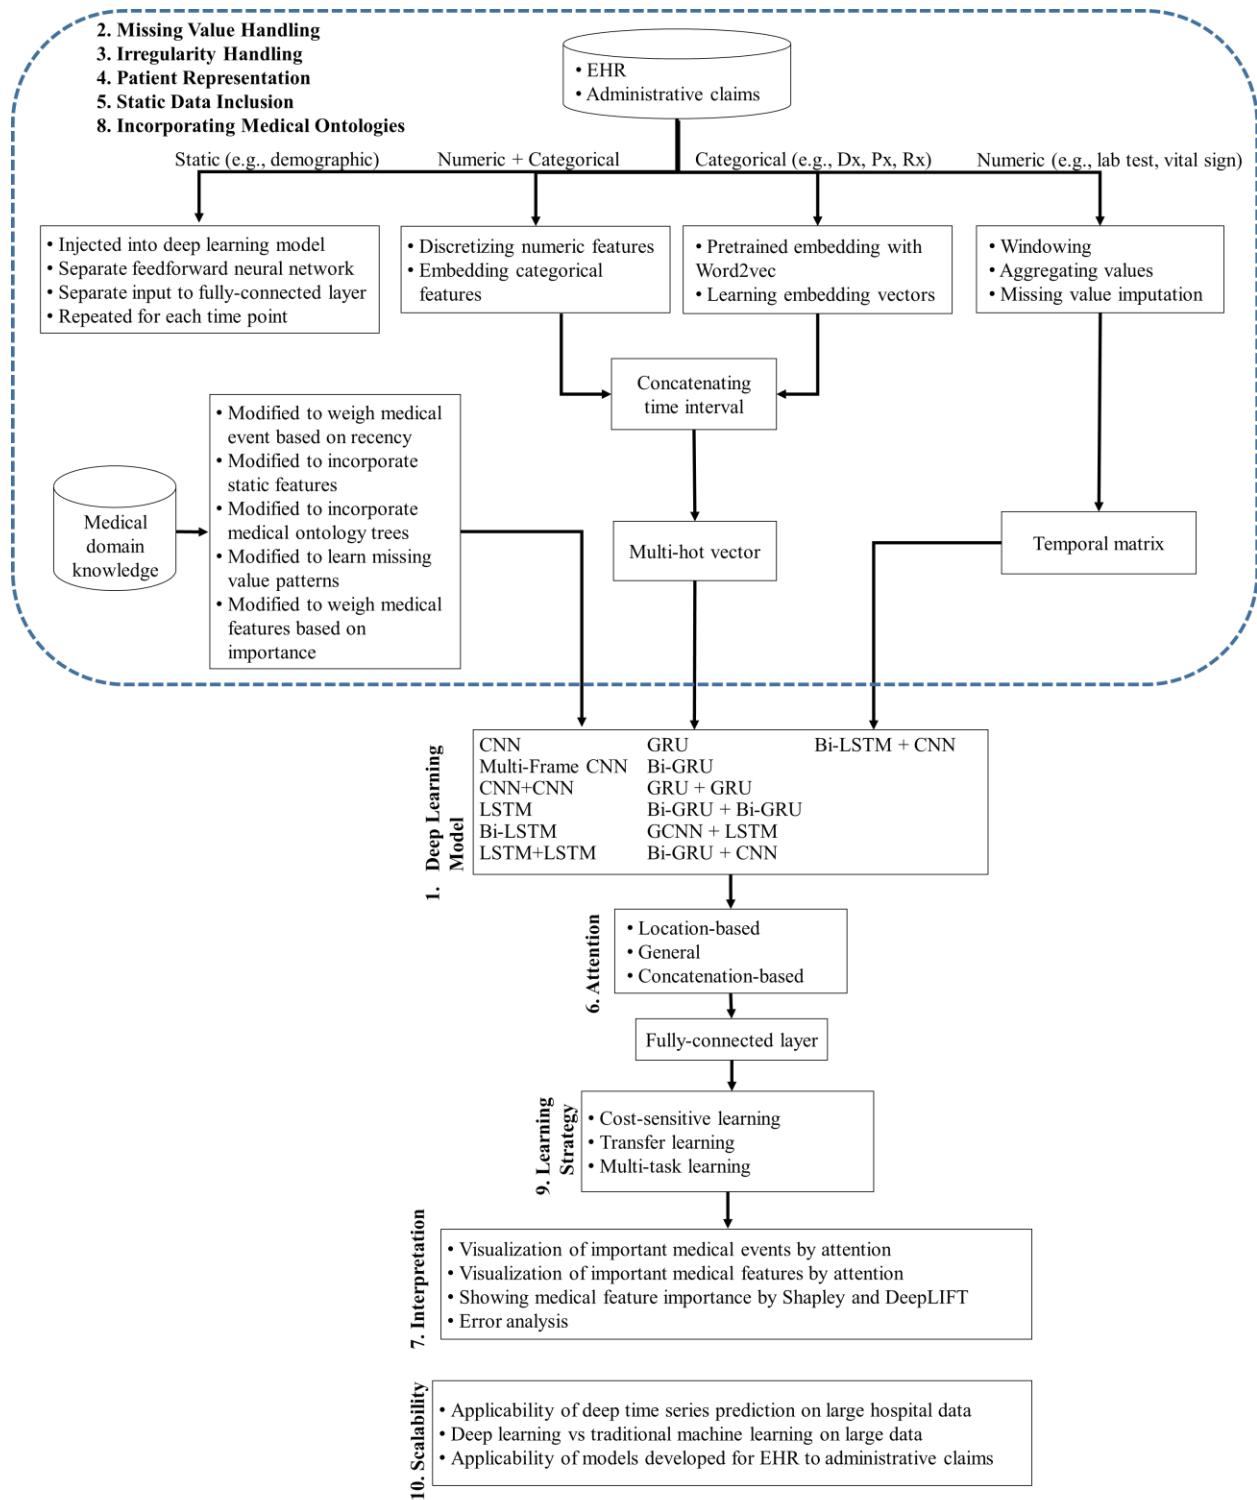 2. Missing Value Handling
3. Irregularity Handling
4. Patient Representation
5. Static Data Inclusion
8. Incorporating Medical Ontologies
• EHR
• Administrative claims
Static (e.g., demographic)
Numeric + Categorical
Categorical (e.g., Dx, Px, Rx)
Numeric (e.g., lab test, vital sign)
• Injected into deep learning model
• Separate feedforward neural network
• Separate input to fully-connected layer
• Repeated for each time point
• Discretizing numeric features
• Embedding categorical
features
• Pretrained embedding with
Word2vec
• Learning embedding vectors
• Windowing
• Aggregating values
• Missing value imputation
Concatenating
time interval
Medical
domain
knowledge
• Modified to weigh medical
event based on recency
• Modified to incorporate
static features
• Modified to incorporate
medical ontology trees
• Modified to learn missing
value patterns
• Modified to weigh medical
features based on
importance
Multi-hot vector
Temporal matrix
1. Deep Learning
Model
CNN
Multi-Frame CNN
CNN+CNN
LSTM
Bi-LSTM
LSTM+LSTM
GRU
Bi-GRU
GRU + GRU
Bi-GRU + Bi-GRU
GCNN + LSTM
Bi-GRU + CNN
Bi-LSTM + CNN
6. Attention
• Location-based
• General
• Concatenation-based
Fully-connected layer
9. Learning
Strategy
• Cost-sensitive learning
• Transfer learning
• Multi-task learning
7. Interpretation
• Visualization of important medical events by attention
• Visualization of important medical features by attention
• Showing medical feature importance by Shapley and DeepLIFT
• Error analysis
10. Scalability
• Applicability of deep time series prediction on large hospital data
• Deep learning vs traditional machine learning on large data
• Applicability of models developed for EHR to administrative claims